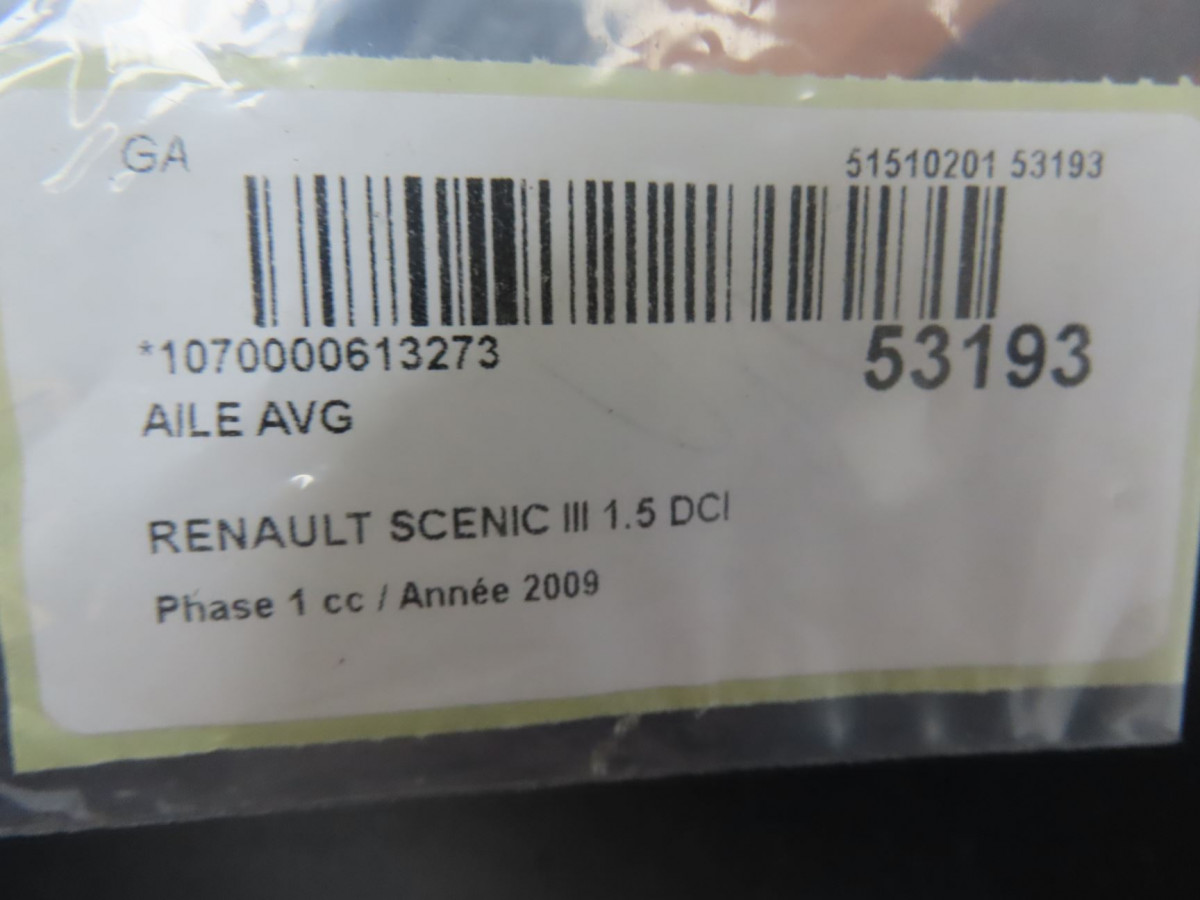 GA
51510201 53193
*1070000613273
53193
AILE AVG
RENAULT SCENIC III 1.5 DCI
Phase 1 cc / Année 2009